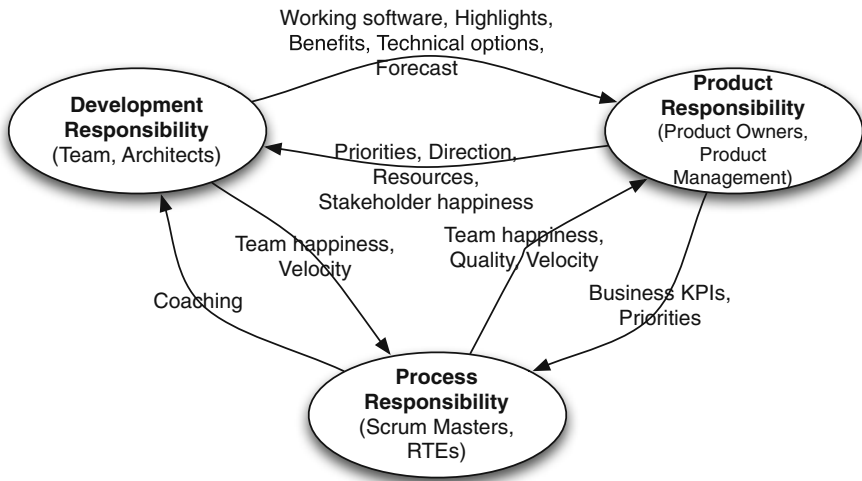 Working software, Highlights,
Benefits, Technical options,
Forecast
Development
Responsibility
(Team, Architects)
Product
Responsibility
(Product Owners,
Product
Management)
Priorities, Direction,
Resources,
Stakeholder happiness
Team happiness,
Velocity
Team happiness,
Quality, Velocity
Coaching
Business KPIs,
Priorities
Process
Responsibility
(Scrum Masters,
RTEs)